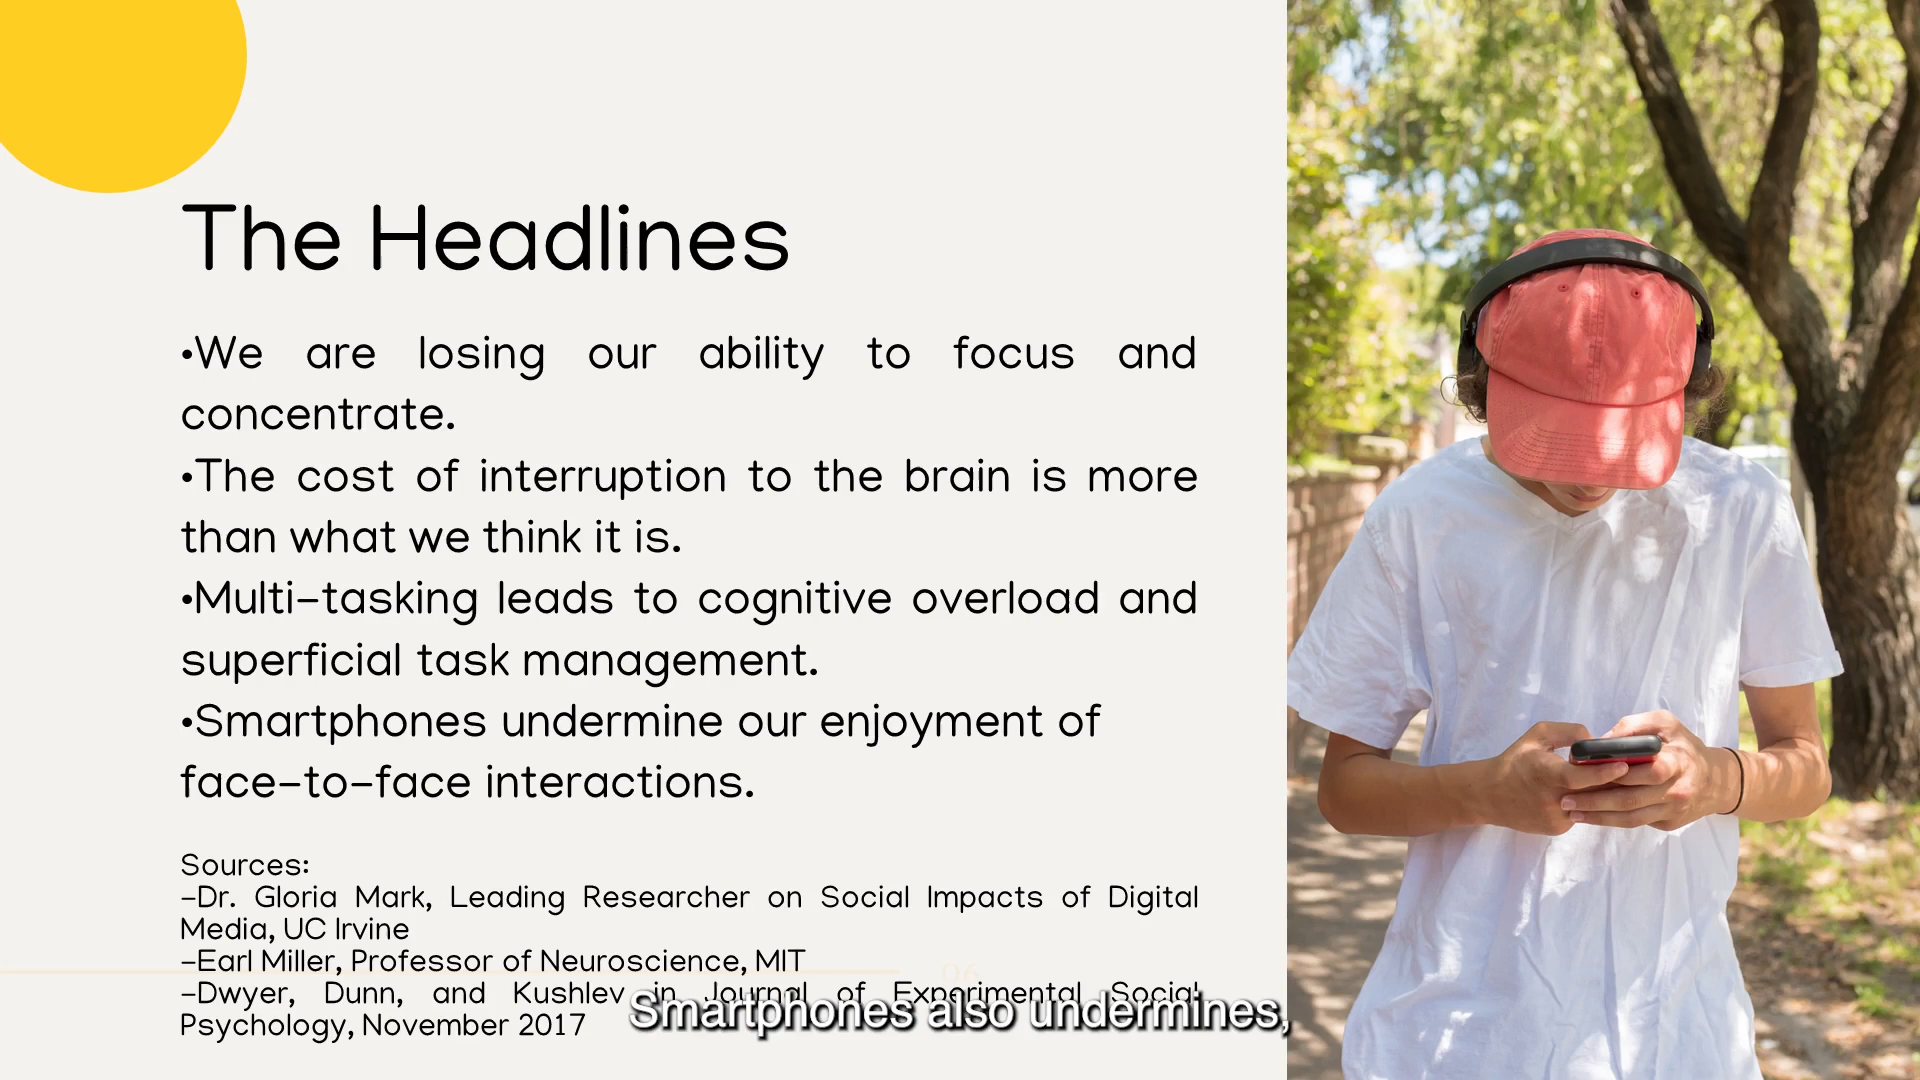 The Headlines
•We are losing our ability to focus and
concentrate.
•The cost of interruption to the brain is more
than what we think it is.
•Multi-tasking leads to cognitive overload and
superficial task management.
•Smartphones undermine our enjoyment of
face-to-face interactions.
Sources:
-Dr. Gloria Mark, Leading Researcher on Social Impacts of Digital
Media, UC Irvine
-Earl Miller, Professor of Neuroscience, MIT
06
-Dwyer, Dunn, and Kushlev in Journal of Experimental Social
Psychology, November 2017
Smartphones also undermines,